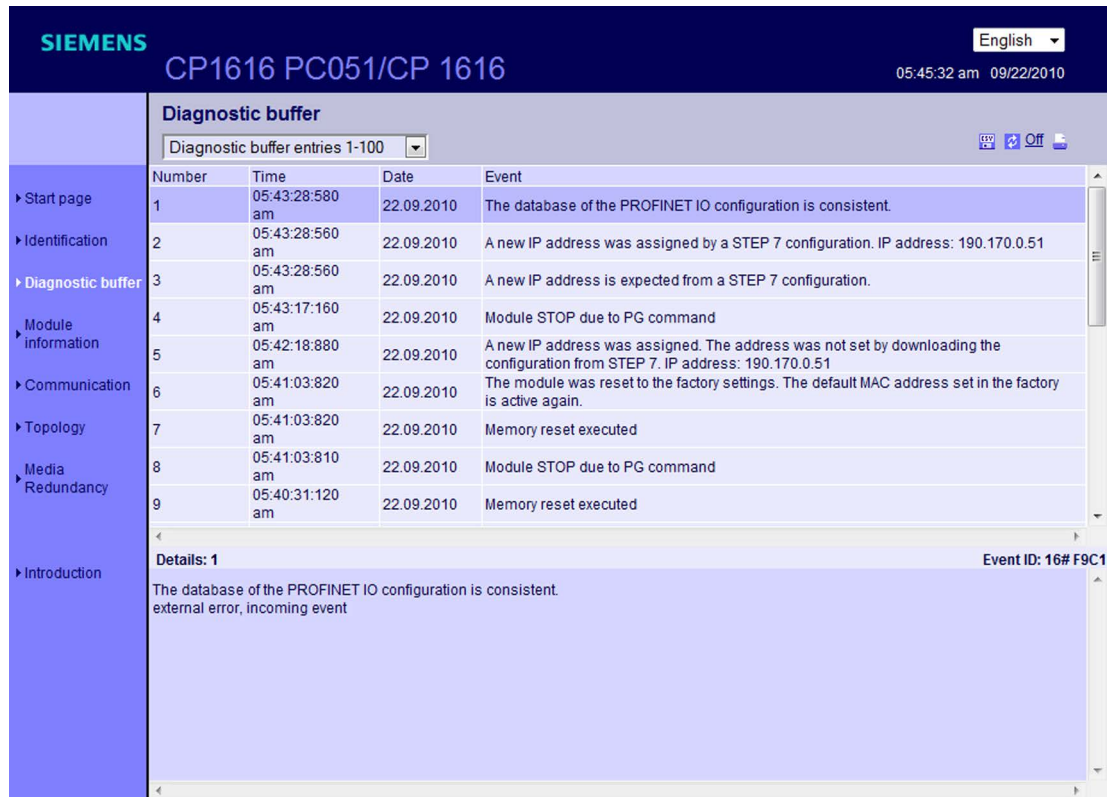 SIEMENS
CP1616 PC051/CP 1616
English
05:45:32 am 09/22/2010
Diagnostic buffer
Diagnostic buffer entries 1-100
CSV
Off
Start page
Identification
Diagnostic buffer
Module
information
Communication
Topology
Media
Redundancy
Introduction
Number Time Date Event
1 05:43:28:580 am 22.09.2010 The database of the PROFINET IO configuration is consistent.
2 05:43:28:560 am 22.09.2010 A new IP address was assigned by a STEP 7 configuration. IP address: 190.170.0.51
3 05:43:28:560 am 22.09.2010 A new IP address is expected from a STEP 7 configuration.
4 05:43:17:160 am 22.09.2010 Module STOP due to PG command
5 05:42:18:880 am 22.09.2010 A new IP address was assigned. The address was not set by downloading the
configuration from STEP 7. IP address: 190.170.0.51
6 05:41:03:820 am 22.09.2010 The module was reset to the factory settings. The default MAC address set in the factory
is active again.
7 05:41:03:820 am 22.09.2010 Memory reset executed
8 05:41:03:810 am 22.09.2010 Module STOP due to PG command
9 05:40:31:120 am 22.09.2010 Memory reset executed
Details: 1 Event ID: 16# F9C1
The database of the PROFINET IO configuration is consistent.
external error, incoming event